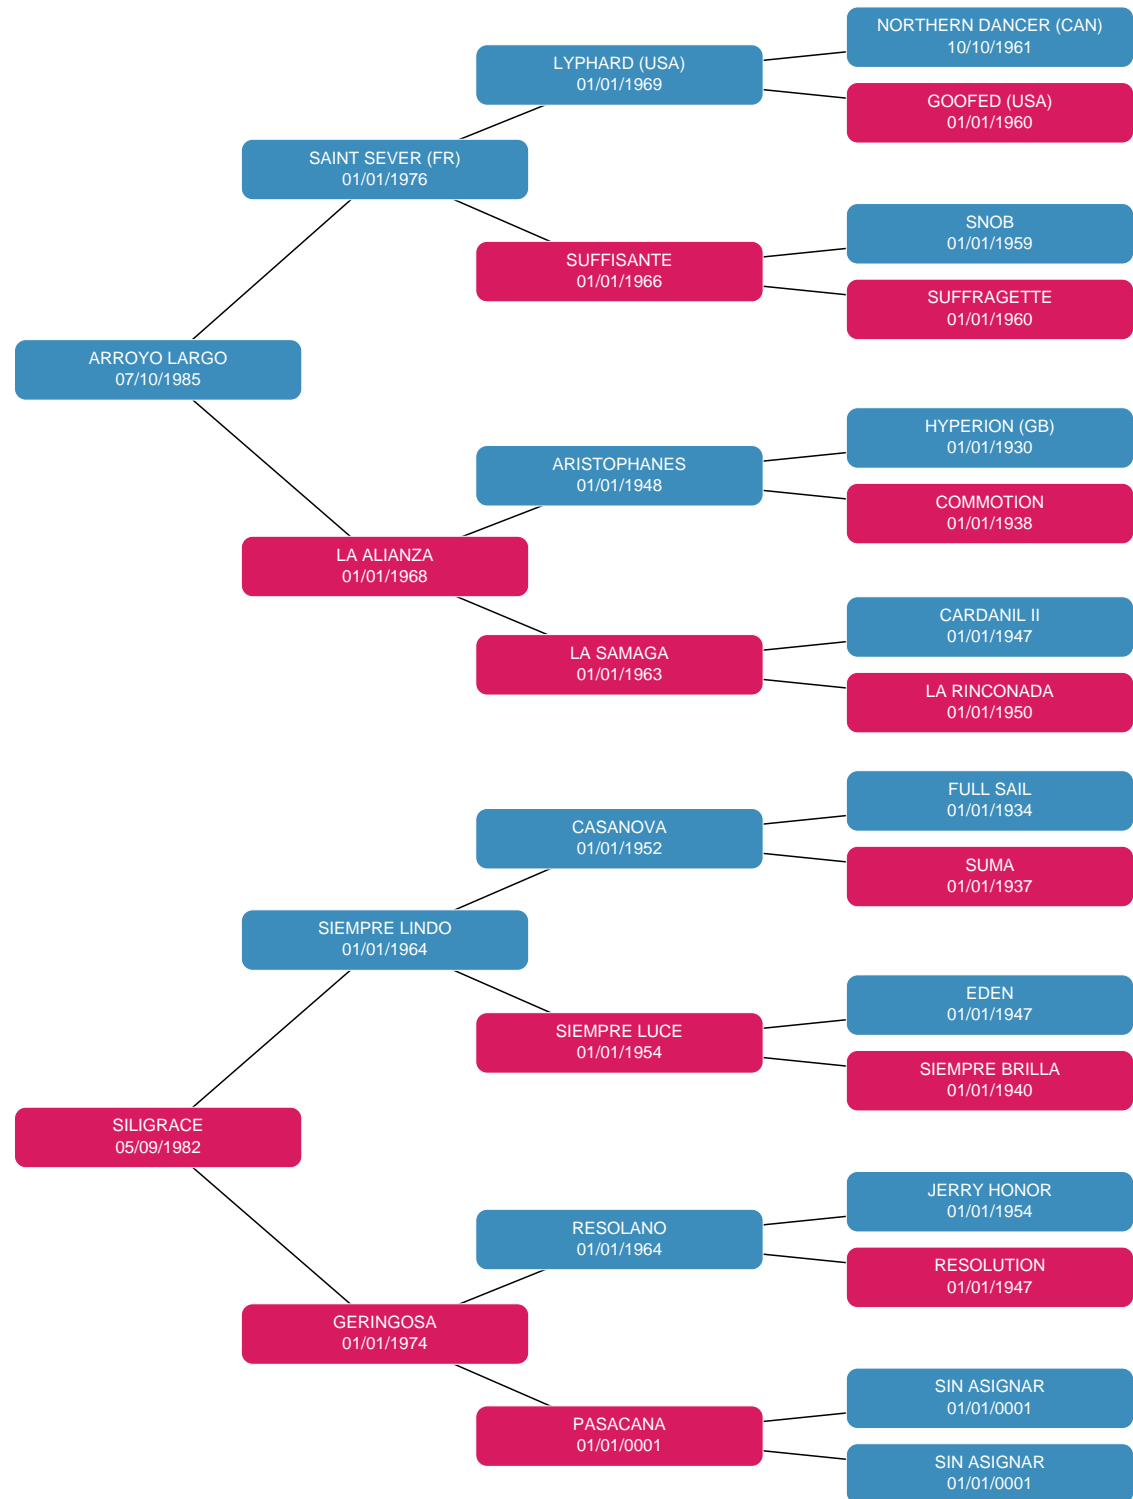 NORTHERN DANCER (CAN)
10/10/1961
LYPHARD (USA)
01/01/1969
GOOFED (USA)
01/01/1960
SAINT SEVER (FR)
01/01/1976
SNOB
01/01/1959
SUFFISANTE
01/01/1966
SUFFRAGETTE
01/01/1960
ARROYO LARGO
07/10/1985
HYPERION (GB)
01/01/1930
ARISTOPHANES
01/01/1948
COMMOTION
01/01/1938
LA ALIANZA
01/01/1968
CARDANIL II
01/01/1947
LA SAMAGA
01/01/1963
LA RINCONADA
01/01/1950
FULL SAIL
01/01/1934
CASANOVA
01/01/1952
SUMA
01/01/1937
SIEMPRE LINDO
01/01/1964
EDEN
01/01/1947
SIEMPRE LUCE
01/01/1954
SIEMPRE BRILLA
01/01/1940
SILIGRACE
05/09/1982
JERRY HONOR
01/01/1954
RESOLANO
01/01/1964
RESOLUTION
01/01/1947
GERINGOSA
01/01/1974
SIN ASIGNAR
01/01/0001
PASACANA
01/01/0001
SIN ASIGNAR
01/01/0001